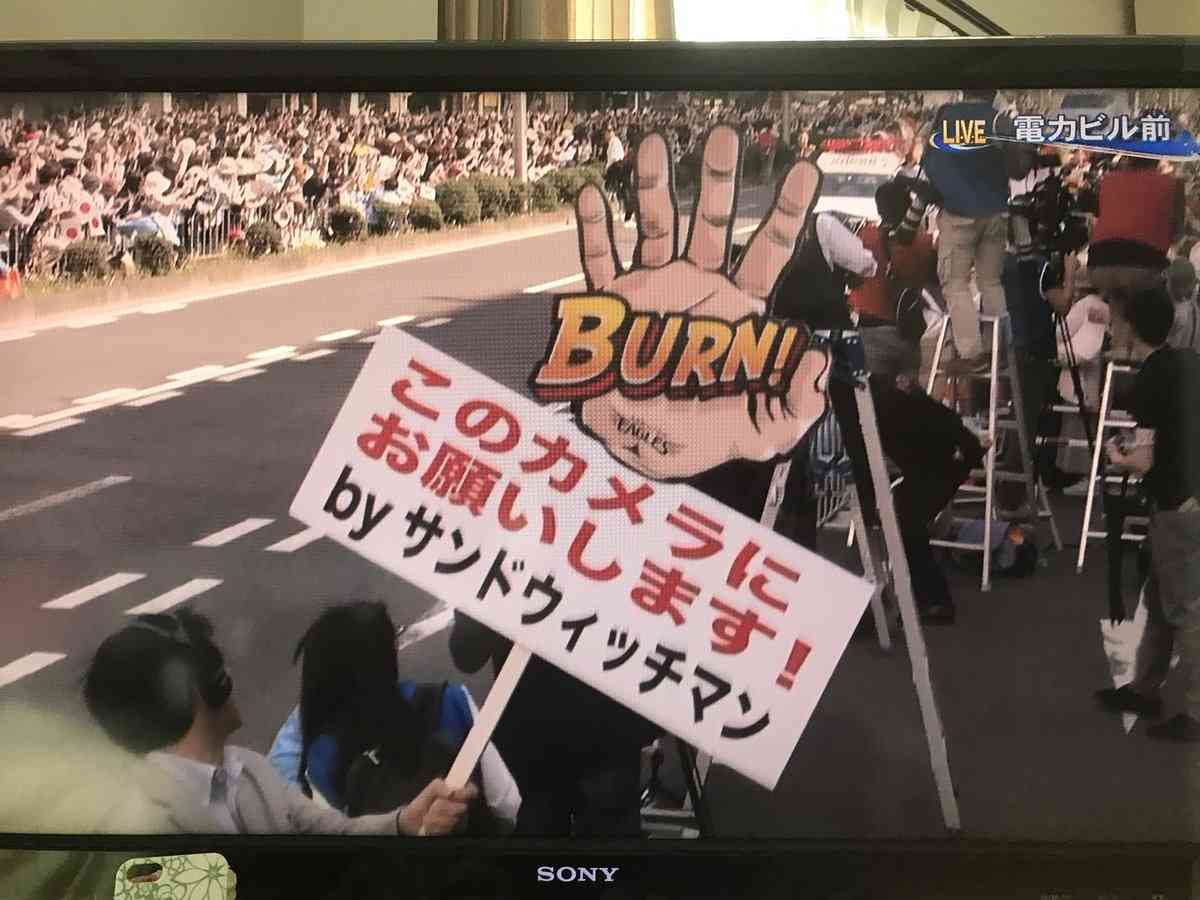 LIVE 電力ビル前
BURN!
EAGLES
このカメラに
お願いします!
by サンドウィッチマン
SONY